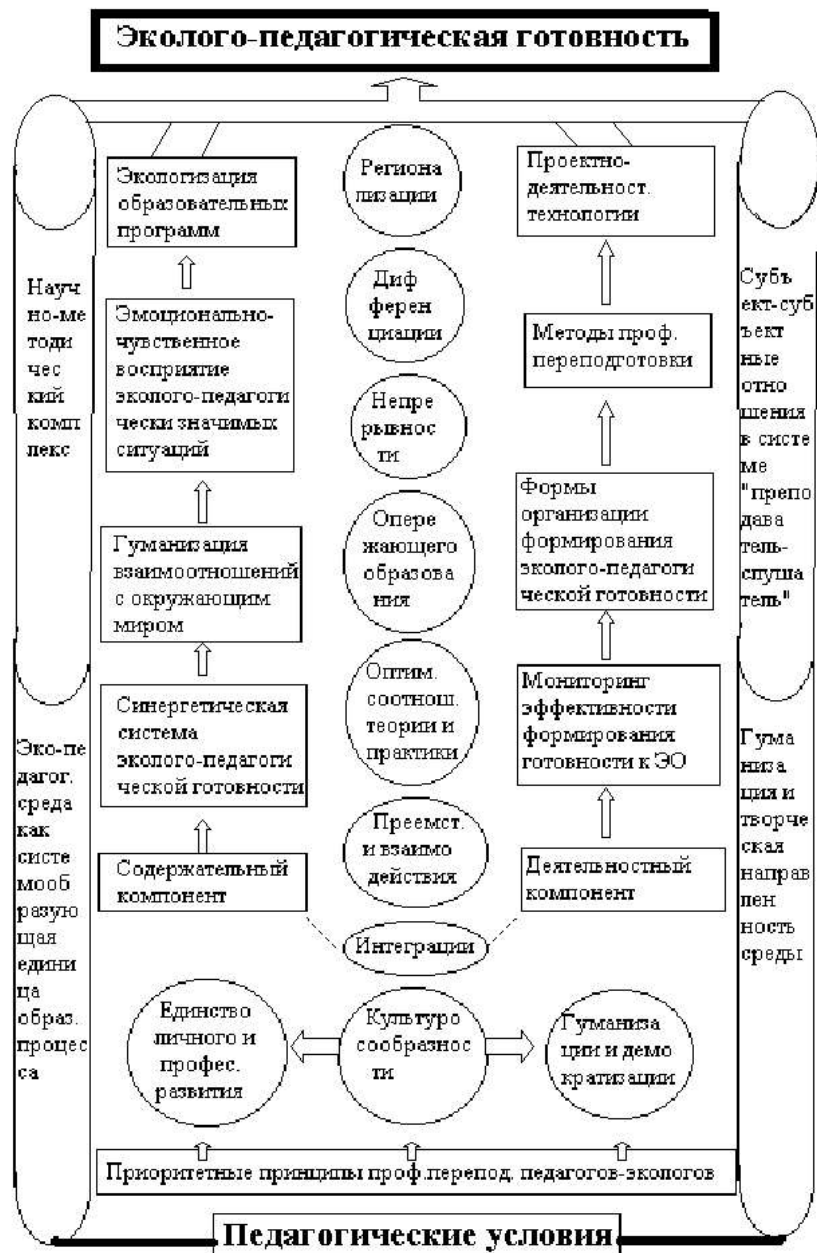 Эколого-педагогическая готовность
Экологизация
образовательных
программ
Региона
лизации
Проектно-
деятельност.
технологии
Науч
но-ме
тоди
чес
кий
комп
лекс
Эмоционально-
чувственное
восприятие
эколого-педагоги
чески значимых
ситуаций
Диф
ферен
циации
Методы проф.
переподготовки
Субъ
ект-субъ
ект
ные
отно
шения
в систе
ме
"препо
дава
тель-
слуша
тель"
Непре
рывнос
ти
Гуманизация
взаимоотношений
с окружающим
миром
Опере
жающего
образова
ния
Формы
организации
формирования
эколого-педагоги
ческой готовности
Синергетическая
система
эколого-педагоги
ческой готовности
Оптим.
соотнош.
теории и
практики
Мониторинг
эффективности
формирования
готовности к ЭО
Эко-пе
дагог.
среда
как
систе
мооб
разую
щая
едини
ца
образ.
процес
са
Содержательный
компонент
Преемст.
и взаимо
действия
Деятельностный
компонент
Гума
низа
ция и
творче
ская
направ
лен
ность
среды
Интеграции
Единство
личного и
профес.
развития
Культуро
сообразнос
ти
Гуманиза
ции и демо
кратизации
Приоритетные принципы проф.перепод. педагогов-экологов
Педагогические условия